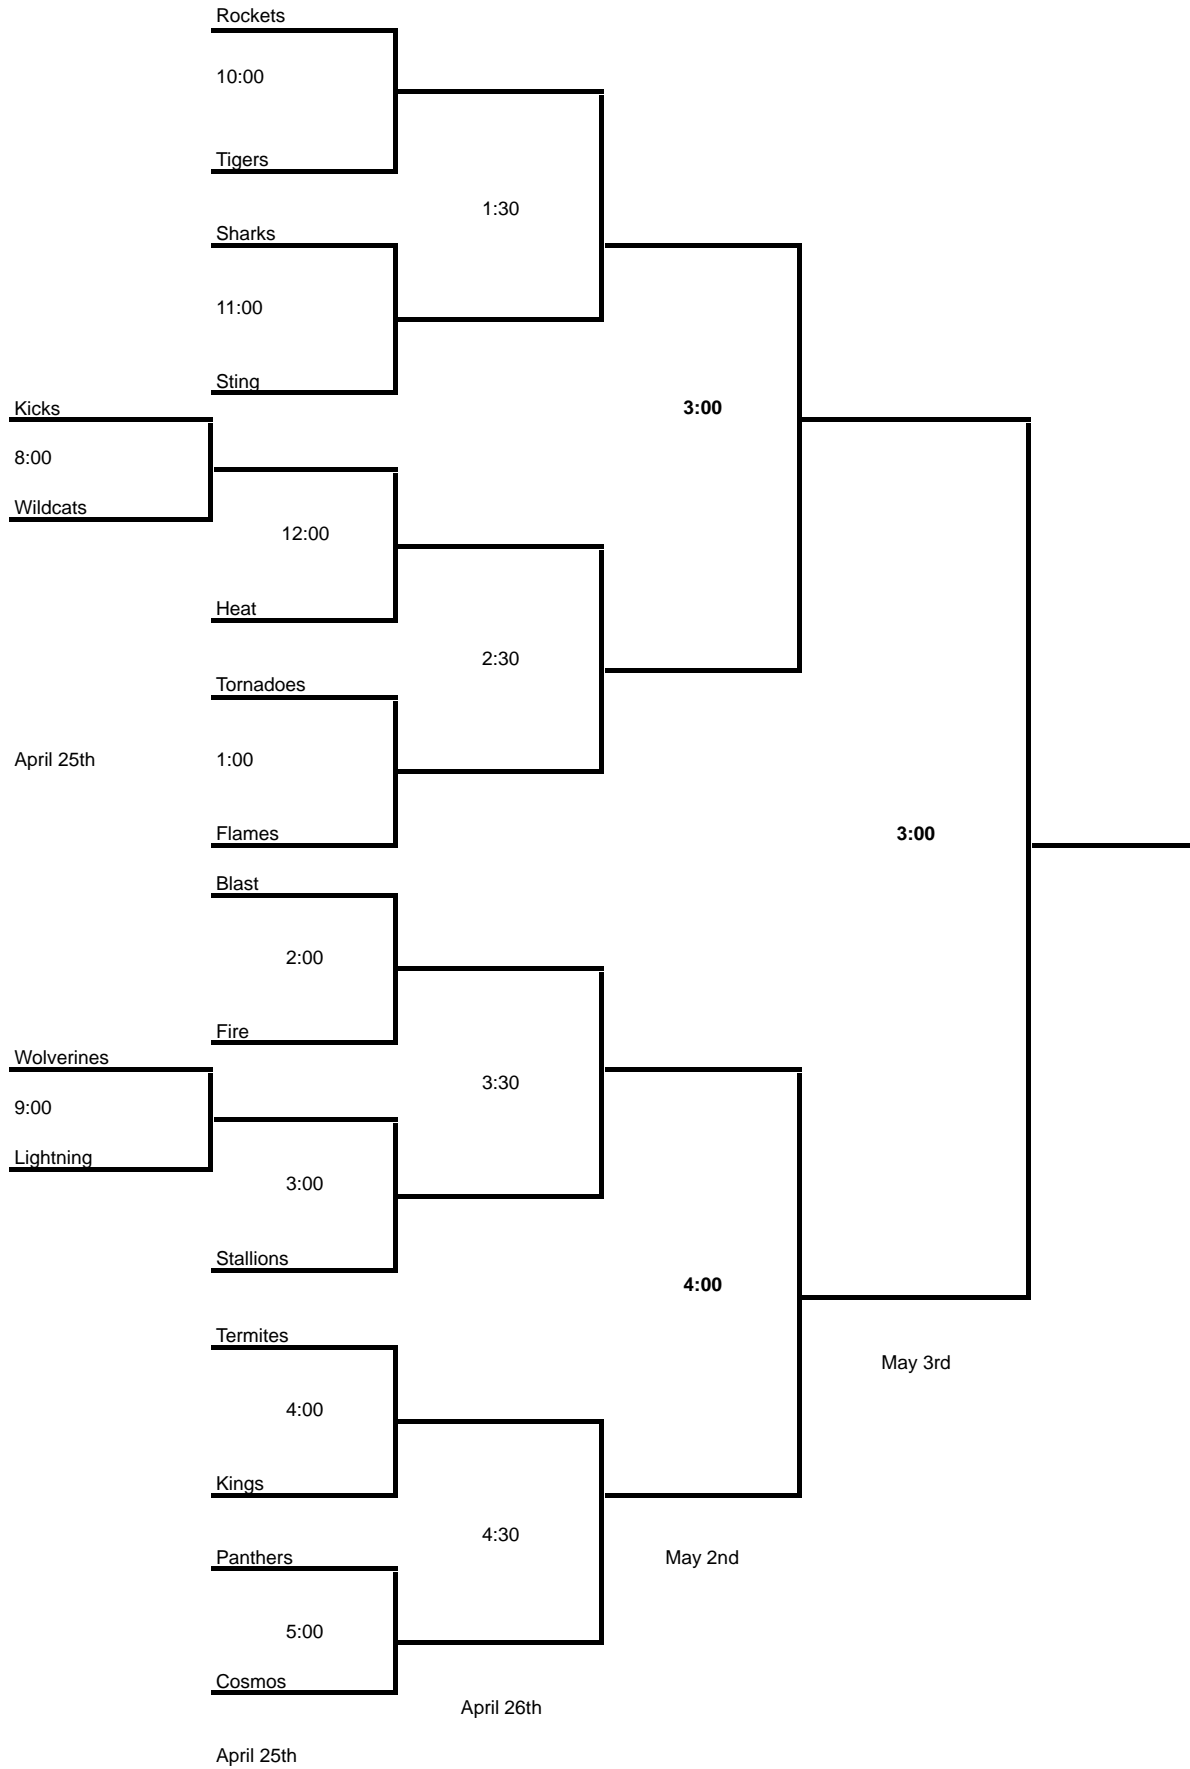 Rockets
10:00
Tigers
1:30
Sharks
11:00
Sting
Kicks
3:00
8:00
Wildcats
12:00
Heat
2:30
Tornadoes
April 25th
1:00
Flames
3:00
Blast
2:00
Fire
Wolverines
3:30
9:00
Lightning
3:00
Stallions
4:00
Termites
May 3rd
4:00
Kings
4:30
Panthers
May 2nd
5:00
Cosmos
April 26th
April 25th